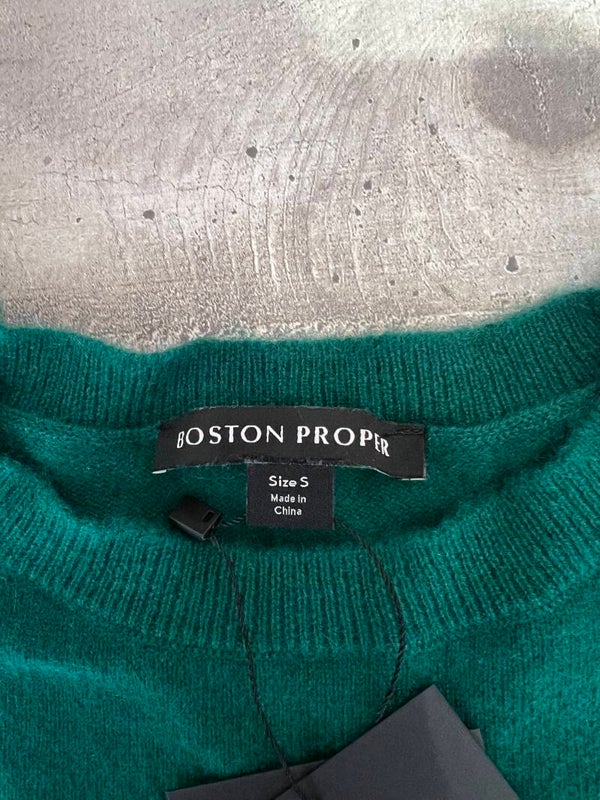 BOSTON PROPER
Size S
Made in
China